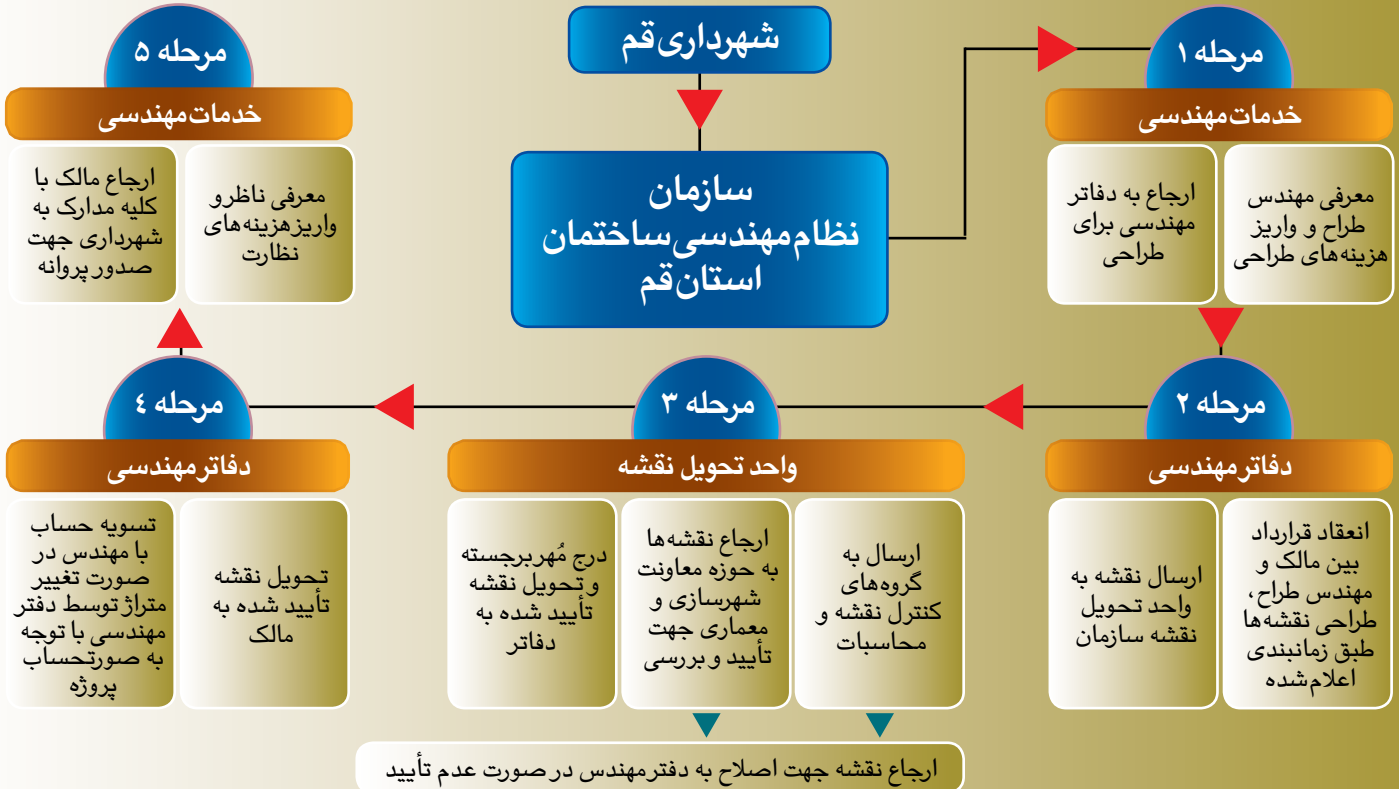 شهرداری قم
سازمان
نظام مهندسی ساختمان
استان قم
مرحله ۱
خدمات مهندسی
معرفی مهندس
طراح و واریز
هزینه‌های طراحی
ارجاع به دفاتر
مهندسی برای
طراحی
مرحله ۲
دفاتر مهندسی
انعقاد قرارداد
بین مالک و
مهندس طراح،
طراحی نقشه‌ها
طبق زمانبندی
اعلام شده
ارسال نقشه به
واحد تحویل
نقشه سازمان
مرحله ۳
واحد تحویل نقشه
ارسال به
گروه‌های
کنترل نقشه و
محاسبات
ارجاع نقشه‌ها
به حوزه معاونت
شهرسازی و
معماری جهت
تأیید و بررسی
درج مُهر برجسته
و تحویل نقشه
تأیید شده به
دفاتر
ارجاع نقشه جهت اصلاح به دفتر مهندس در صورت عدم تأیید
مرحله ٤
دفاتر مهندسی
تحویل نقشه
تأیید شده به
مالک
تسویه حساب
با مهندس در
صورت تغییر
متراژ توسط دفتر
مهندسی با توجه
به صورتحساب
پروژه
مرحله ۵
خدمات مهندسی
معرفی ناظر و
واریز هزینه‌های
نظارت
ارجاع مالک با
کلیه مدارک به
شهرداری جهت
صدور پروانه